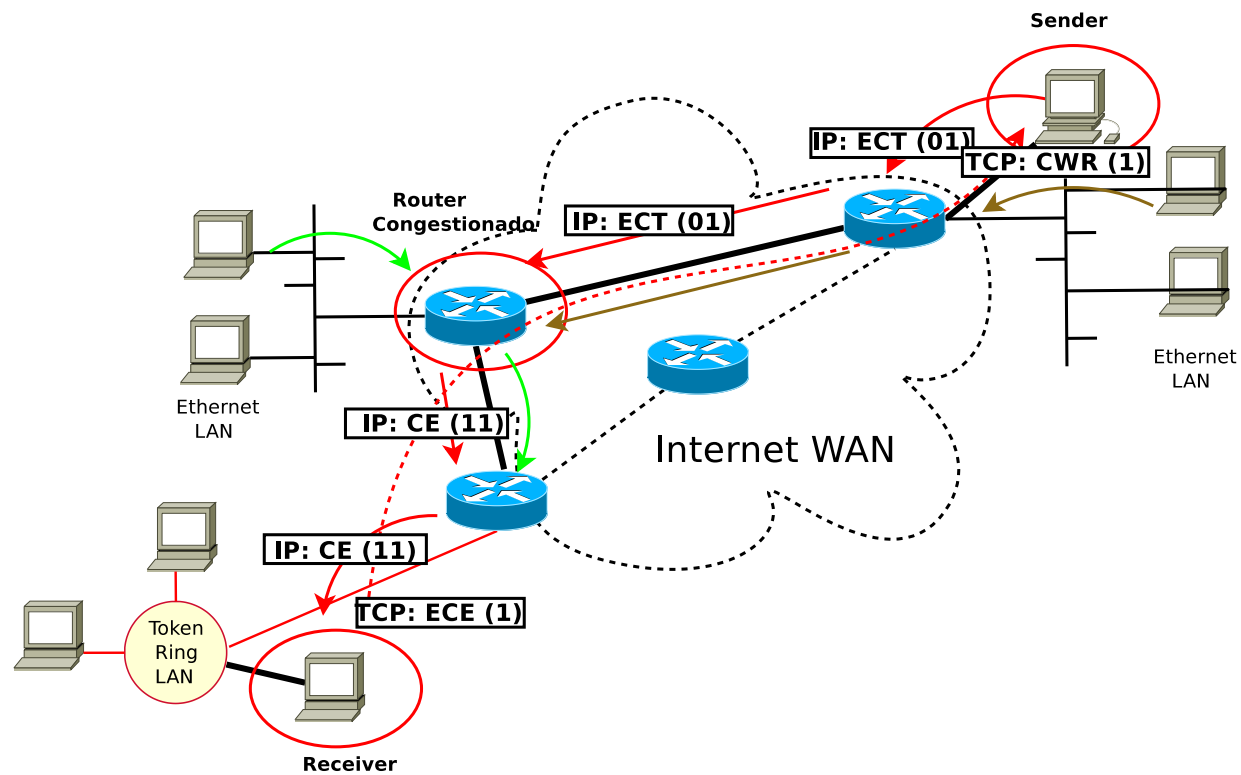 Sender
IP: ECT (01)
TCP: CWR (1)
Router
Congestionado
IP: ECT (01)
Ethernet
LAN
Ethernet
LAN
IP: CE (11)
Internet WAN
IP: CE (11)
TCP: ECE (1)
Token
Ring
LAN
Receiver